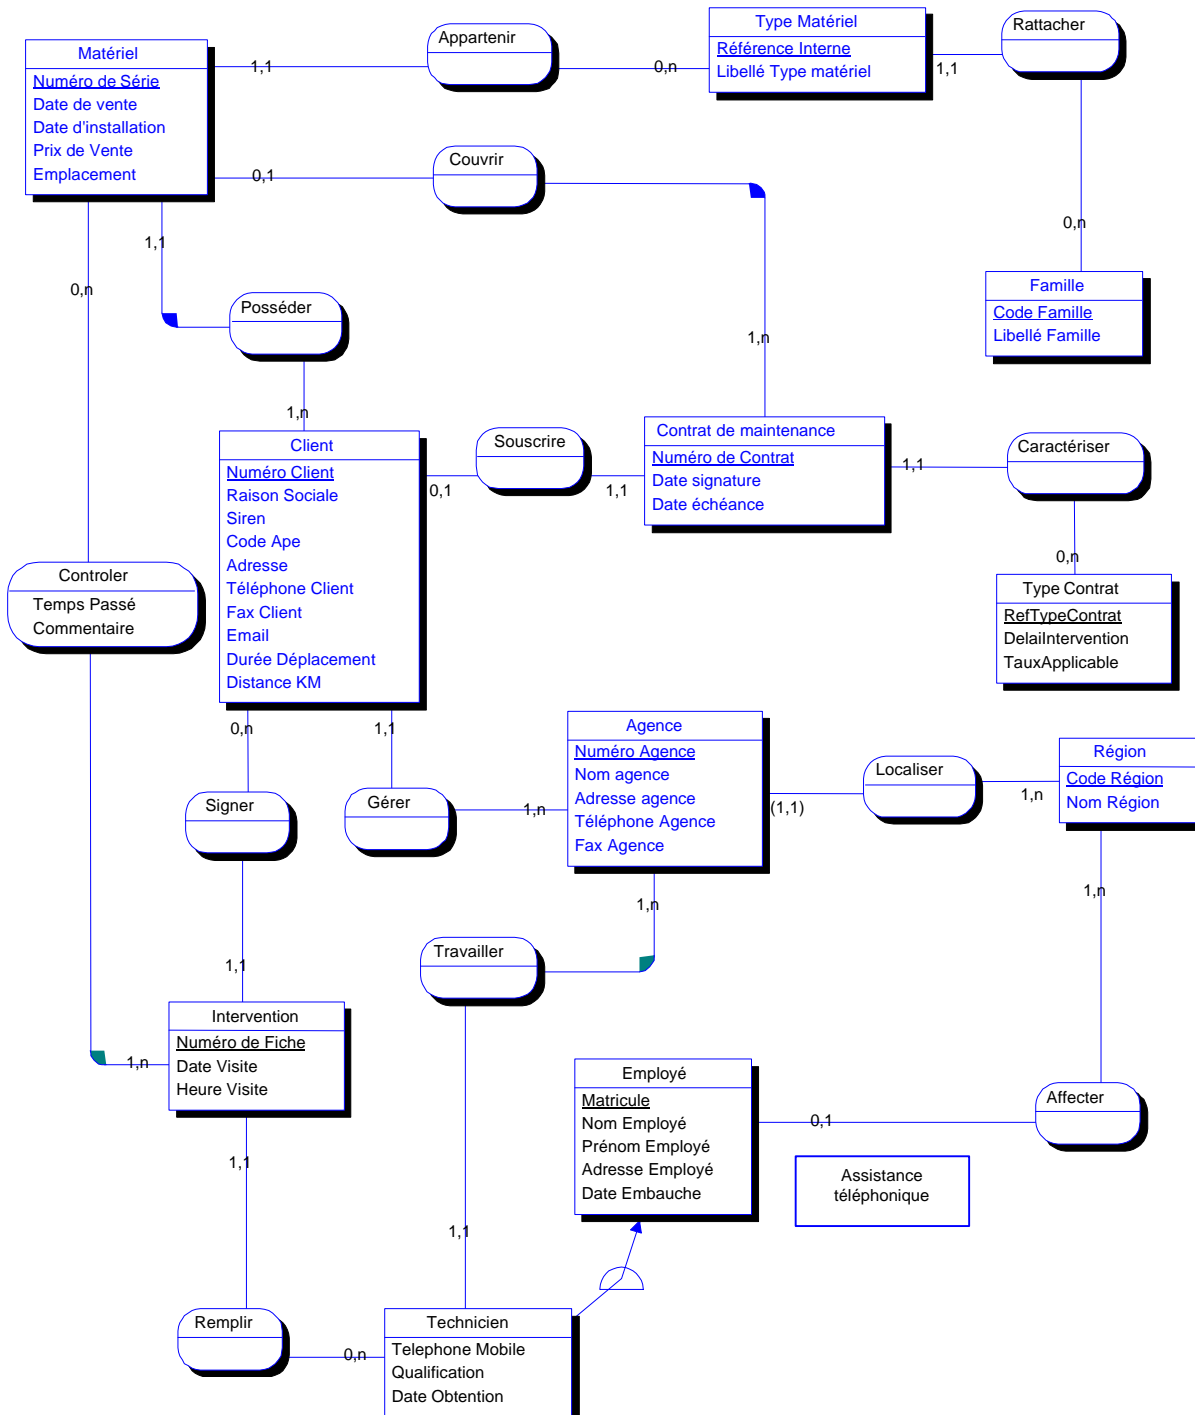 Appartenir
Type Matériel
Référence Interne
Libellé Type matériel
Rattacher
Matériel
Numéro de Série
Date de vente
Date d'installation
Prix de Vente
Emplacement
1,1
0,n
1,1
Couvrir
0,1
1,1
0,n
0,n
Famille
Code Famille
Libellé Famille
Posséder
1,n
1,n
Client
Numéro Client
Raison Sociale
Siren
Code Ape
Adresse
Téléphone Client
Fax Client
Email
Durée Déplacement
Distance KM
Souscrire
0,1
1,1
Contrat de maintenance
Numéro de Contrat
Date signature
Date échéance
Caractériser
1,1
0,n
Type Contrat
RefTypeContrat
DelaiIntervention
TauxApplicable
Controler
Temps Passé
Commentaire
0,n
1,1
Agence
Numéro Agence
Nom agence
Adresse agence
Téléphone Agence
Fax Agence
Localiser
(1,1)
1,n
Région
Code Région
Nom Région
Signer
Gérer
1,n
1,n
1,n
Travailler
1,1
Intervention
Numéro de Fiche
Date Visite
Heure Visite
1,n
Employé
Matricule
Nom Employé
Prénom Employé
Adresse Employé
Date Embauche
0,1
Affecter
Assistance
téléphonique
1,1
1,1
Remplir
0,n
Technicien
Telephone Mobile
Qualification
Date Obtention